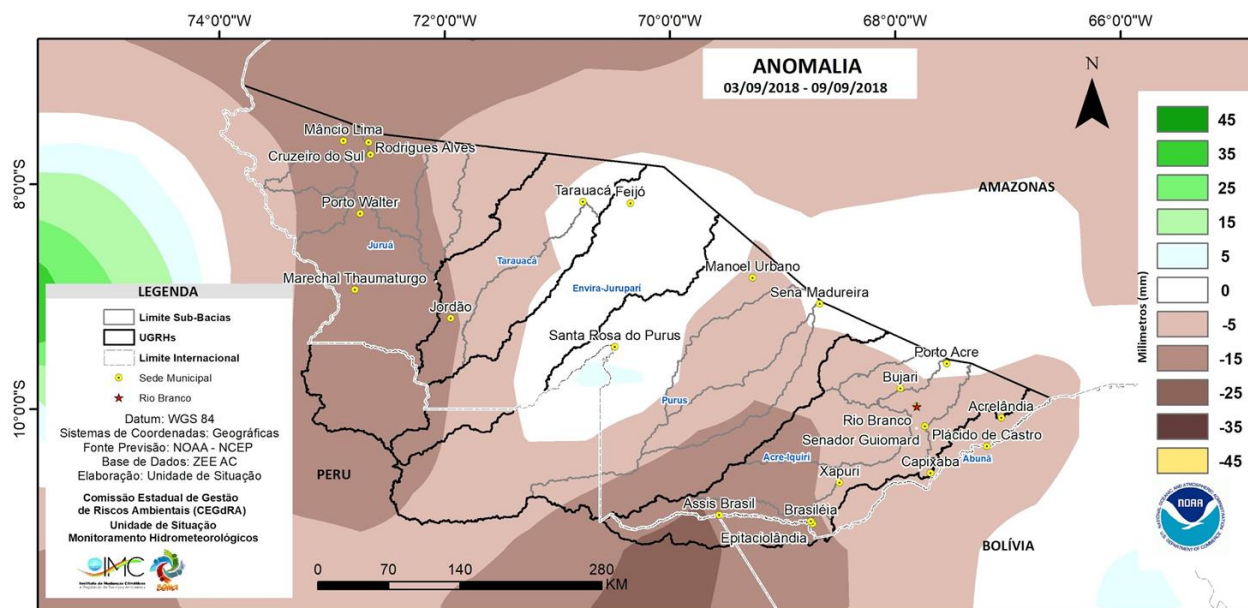 74°0'0"W
72°0'0"W
70°0'0"W
68°0'0"W
66°0'0"W
8°0'0"S
10°0'0"S
ANOMALIA
03/09/2018 - 09/09/2018
N
Mâncio Lima
Cruzeiro do Sul
Rodrigues Alves
Porto Walter
Juruá
Marechal Thaumaturgo
Jordão
Tarauacá
Feijó
Tarauacá
Envira-Jurupari
Manoel Urbano
Sena Madureira
Santa Rosa do Purus
Purus
Porto Acre
Bujari
Rio Branco
Acrelândia
Senador Guiomard
Plácido de Castro
Acre-Iquiri
Xapuri
Capixaba
Abunã
Assis Brasil
Brasiléia
Epitaciolândia
AMAZONAS
PERU
BOLÍVIA
LEGENDA
Limite Sub-Bacias
UGRHs
Limite Internacional
Sede Municipal
Rio Branco
Datum: WGS 84
Sistemas de Coordenadas: Geográficas
Fonte Previsão: NOAA - NCEP
Base de Dados: ZEE AC
Elaboração: Unidade de Situação
Comissão Estadual de Gestão
de Riscos Ambientais (CEGdRA)
Unidade de Situação
Monitoramento Hidrometeorológicos
IMC
SEMA
0
70
140
280
KM
Milimetros (mm)
45
35
25
15
5
0
-5
-15
-25
-35
-45
NOAA